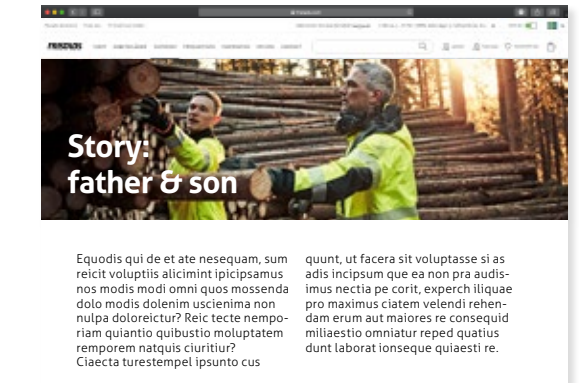 Story:
father & son
Equodis qui de et ate nesequam, sum
reicit voluptiis alicimint ipicipsamus
nos modis modi omni quos mossenda
dolo modis dolenim uscienima non
nulpa doloreictur? Reic tecte nempo-
riam quiantio quibustio moluptatem
remporem natquis ciuritiur?
Ciaecta turestempel ipsunto cus
quunt, ut facera sit voluptasse si as
adis incipsum que ea non pra audis-
imus nectia pe corit, experch iliquae
pro maximus ciatem velendi rehen-
dam erum aut maiores re consequid
miliaestio omniatur reped quatius
dunt laborat ionseque quiaesti re.